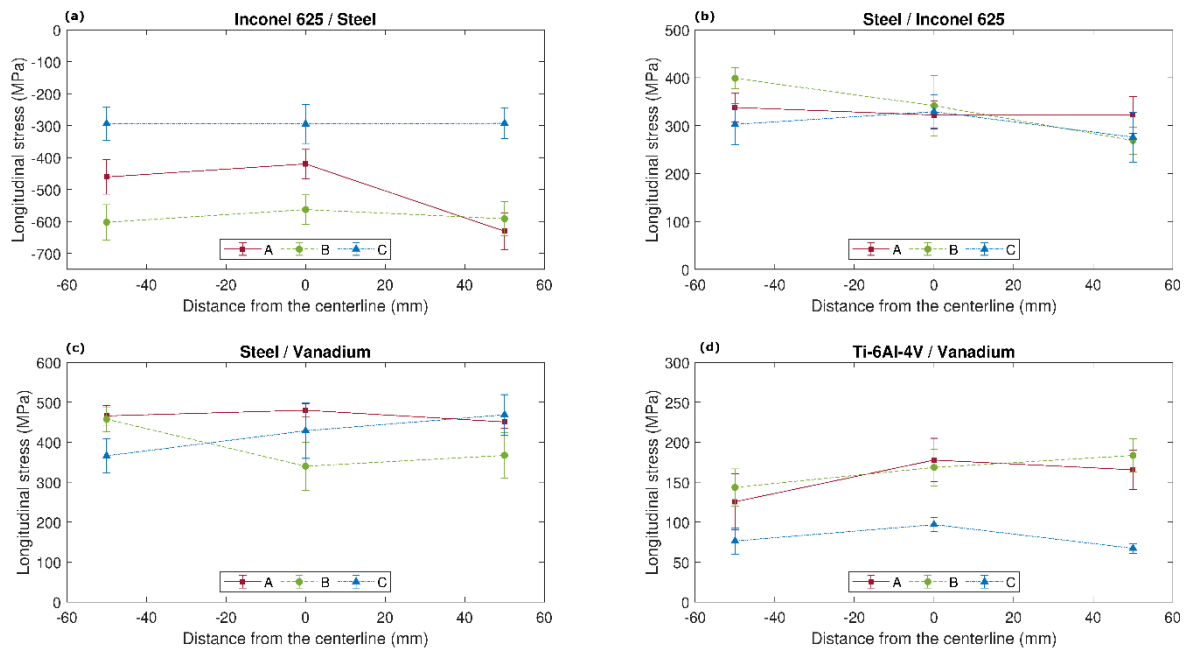 (a) Inconel 625 / Steel
0
-100
-200
-300
-400
-500
-600
-700
Longitudinal stress (MPa)
A B C
-60 -40 -20 0 20 40 60
Distance from the centerline (mm)
(b) Steel / Inconel 625
500
400
300
200
100
0
Longitudinal stress (MPa)
A B C
-60 -40 -20 0 20 40 60
Distance from the centerline (mm)
(c) Steel / Vanadium
600
500
400
300
200
100
0
Longitudinal stress (MPa)
A B C
-60 -40 -20 0 20 40 60
Distance from the centerline (mm)
(d) Ti-6Al-4V / Vanadium
300
250
200
150
100
50
0
Longitudinal stress (MPa)
A B C
-60 -40 -20 0 20 40 60
Distance from the centerline (mm)